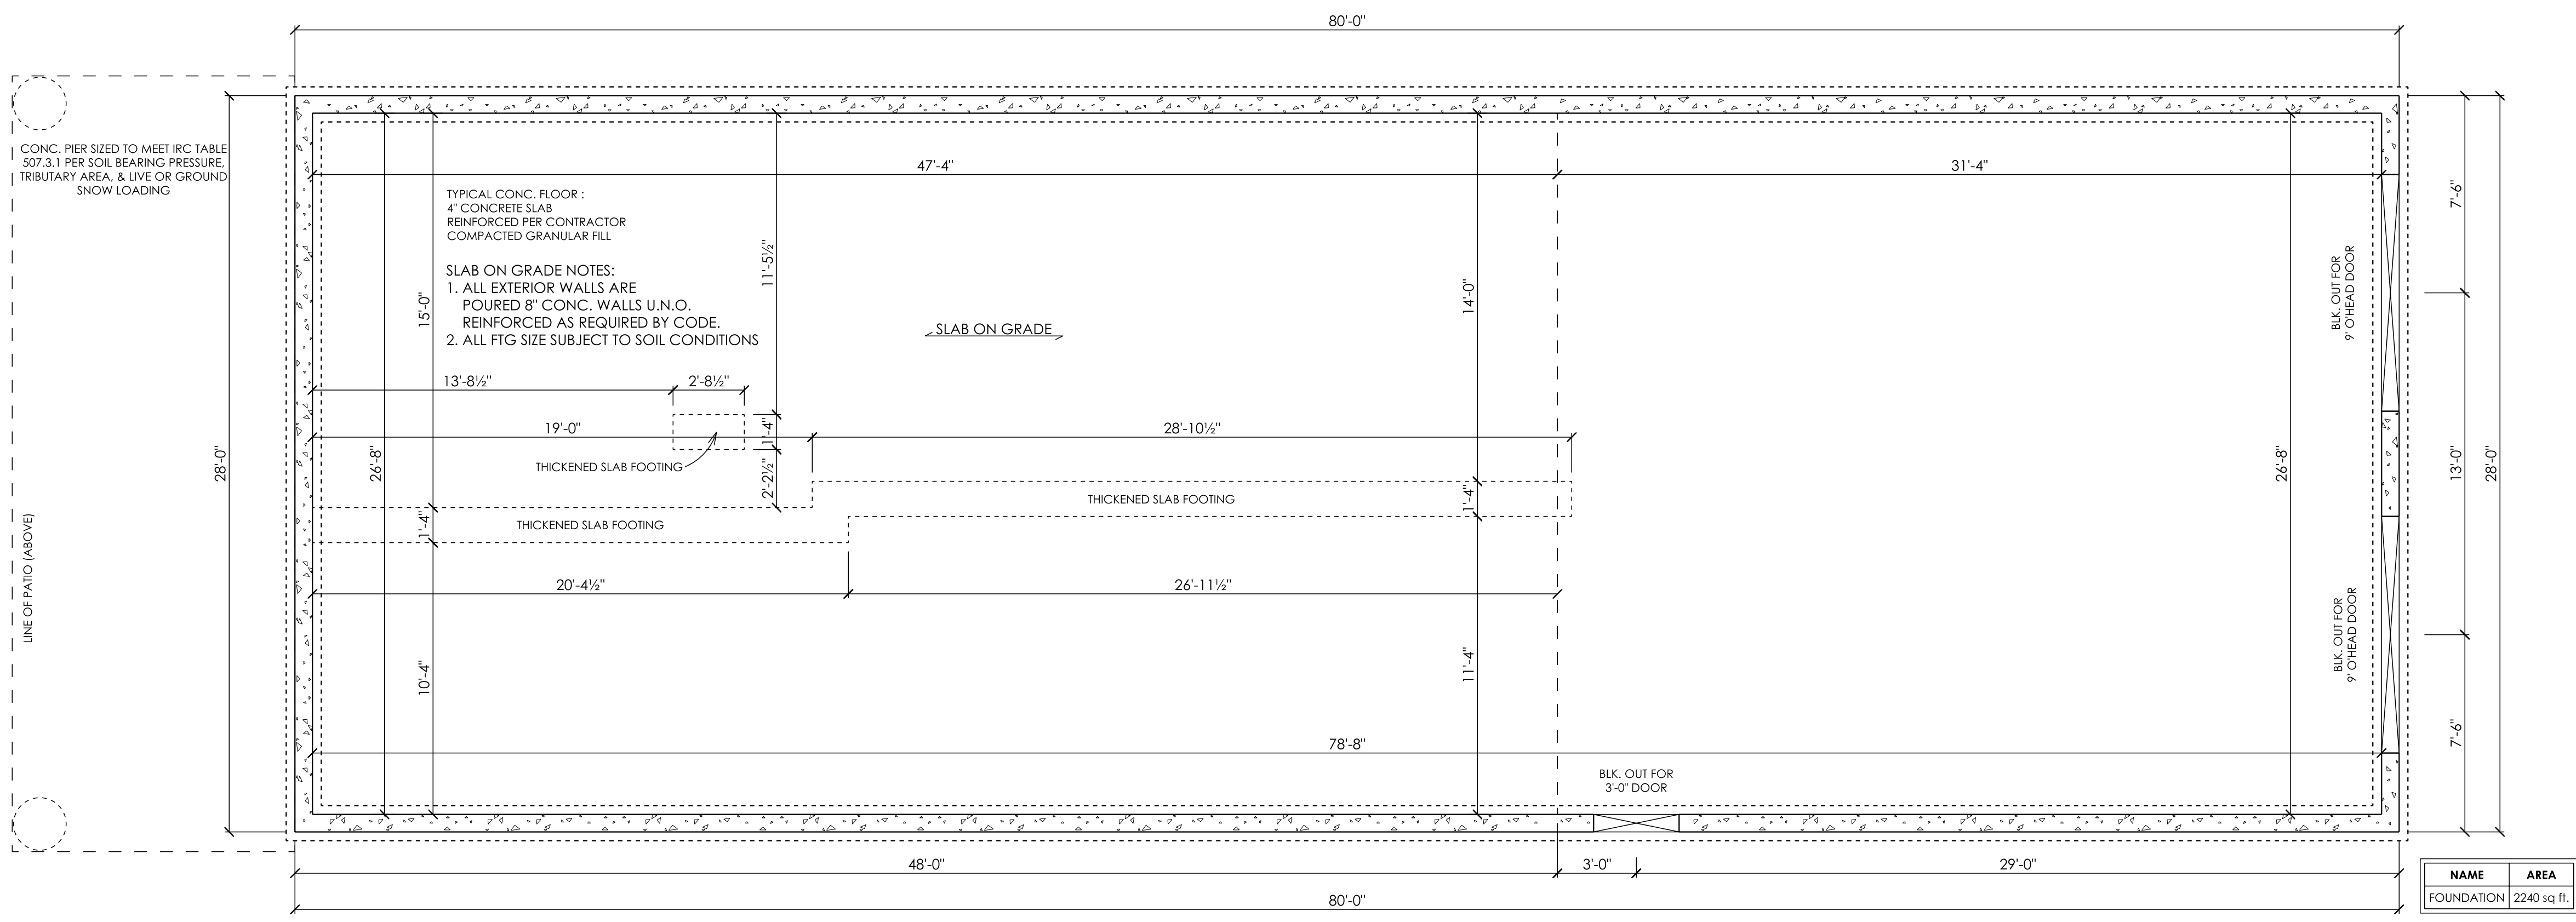 80'-0"
CONC. PIER SIZED TO MEET IRC TABLE
507.3.1 PER SOIL BEARING PRESSURE,
TRIBUTARY AREA, & LIVE OR GROUND
SNOW LOADING
47'-4"
31'-4"
TYPICAL CONC. FLOOR :
4" CONCRETE SLAB
REINFORCED PER CONTRACTOR
COMPACTED GRANULAR FILL
SLAB ON GRADE NOTES:
1. ALL EXTERIOR WALLS ARE
POURED 8" CONC. WALLS U.N.O.
REINFORCED AS REQUIRED BY CODE.
2. ALL FTG SIZE SUBJECT TO SOIL CONDITIONS
11'-5½"
15'-0"
14'-0"
SLAB ON GRADE
BLK. OUT FOR
9' O'HEAD DOOR
7'-6"
13'-8½"
2'-8½"
19'-0"
1'-4"
28'-10½"
28'-0"
26'-8"
THICKENED SLAB FOOTING
2'-2½"
THICKENED SLAB FOOTING
1'-4"
26'-8"
13'-0"
28'-0"
THICKENED SLAB FOOTING
1'-4"
LINE OF PATIO (ABOVE)
20'-4½"
26'-11½"
10'-4"
11'-4"
BLK. OUT FOR
9' O'HEAD DOOR
7'-6"
78'-8"
BLK. OUT FOR
3'-0" DOOR
48'-0"
3'-0"
29'-0"
80'-0"
NAME AREA
FOUNDATION 2240 sq ft.